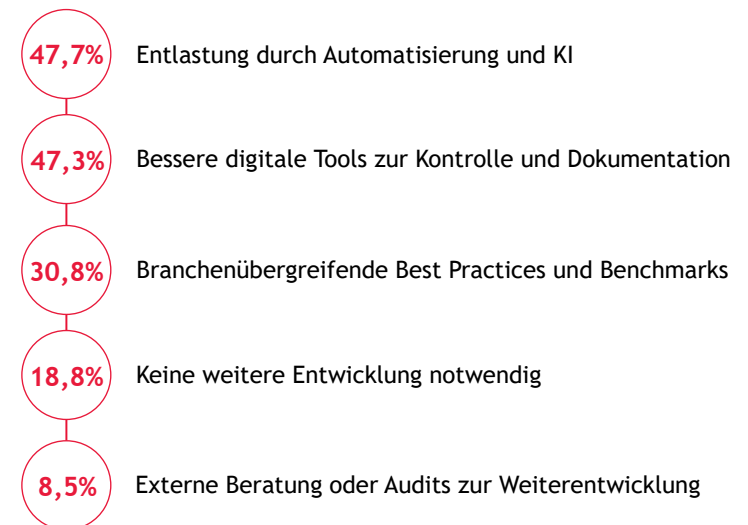 47,7% Entlastung durch Automatisierung und KI
47,3% Bessere digitale Tools zur Kontrolle und Dokumentation
30,8% Branchenübergreifende Best Practices und Benchmarks
18,8% Keine weitere Entwicklung notwendig
8,5% Externe Beratung oder Audits zur Weiterentwicklung